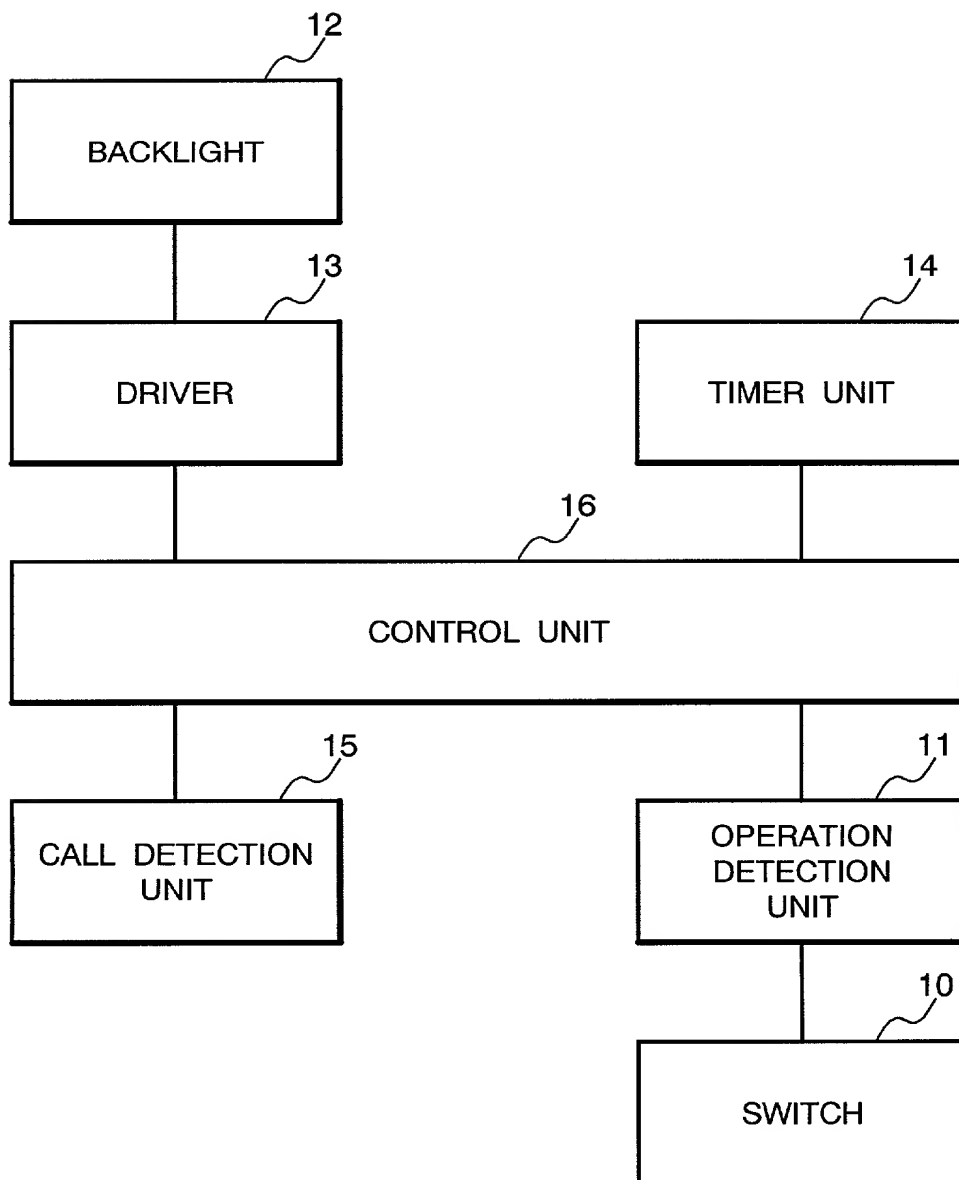 12
BACKLIGHT
13
DRIVER
14
TIMER UNIT
16
CONTROL UNIT
15
CALL DETECTION
UNIT
11
OPERATION
DETECTION
UNIT
10
SWITCH